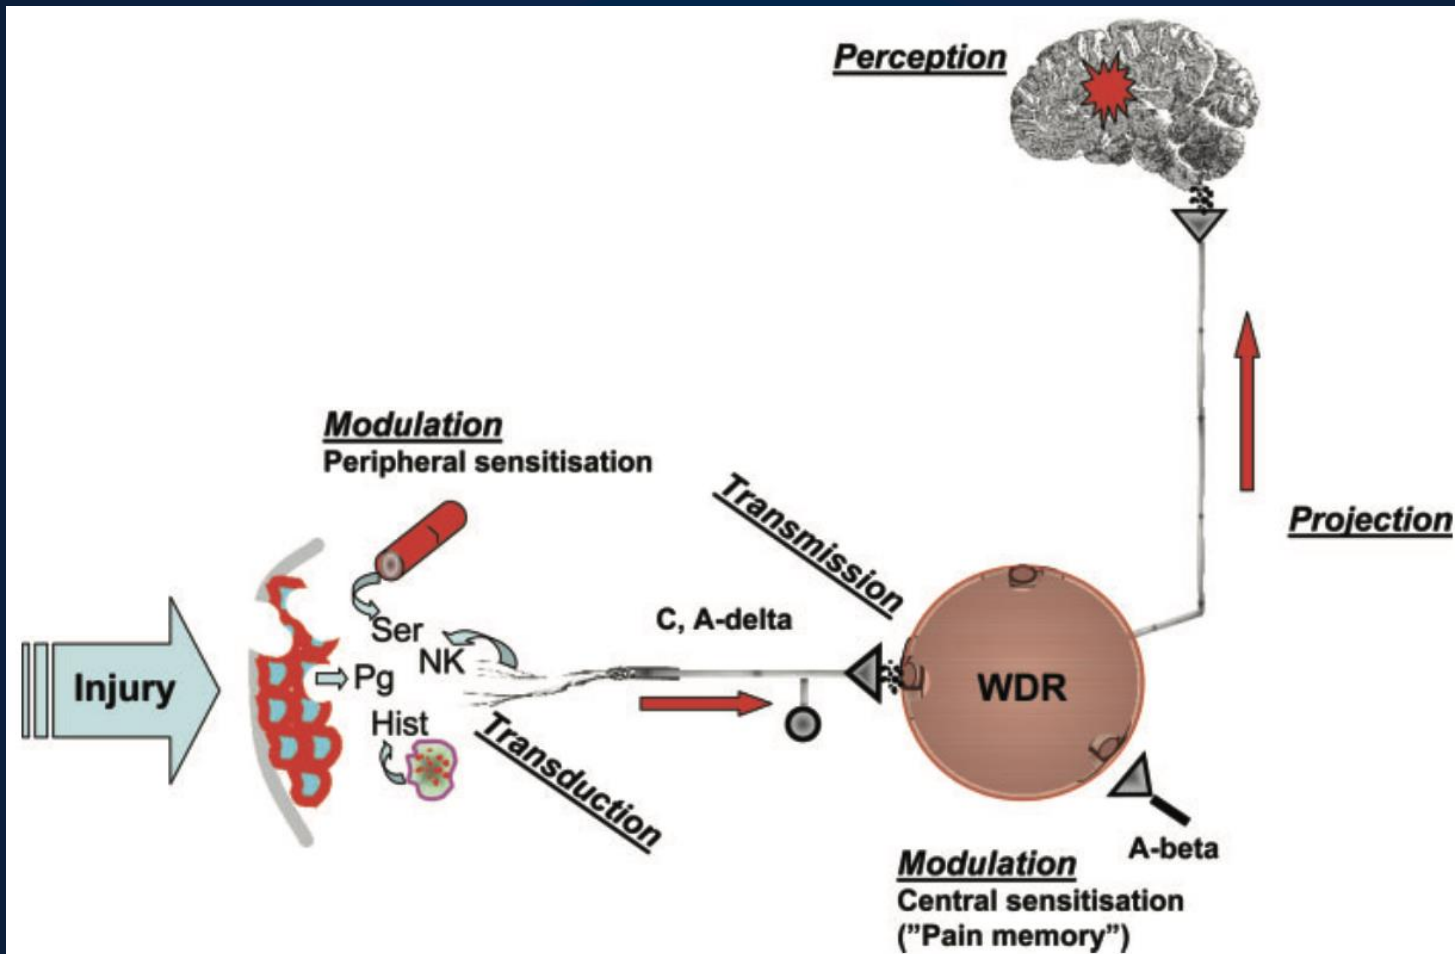 Perception
Modulation
Peripheral sensitisation
Transmission
Projection
Injury
Ser
NK
Pg
Hist
C, A-delta
WDR
Transduction
A-beta
Modulation
Central sensitisation
(”Pain memory”)